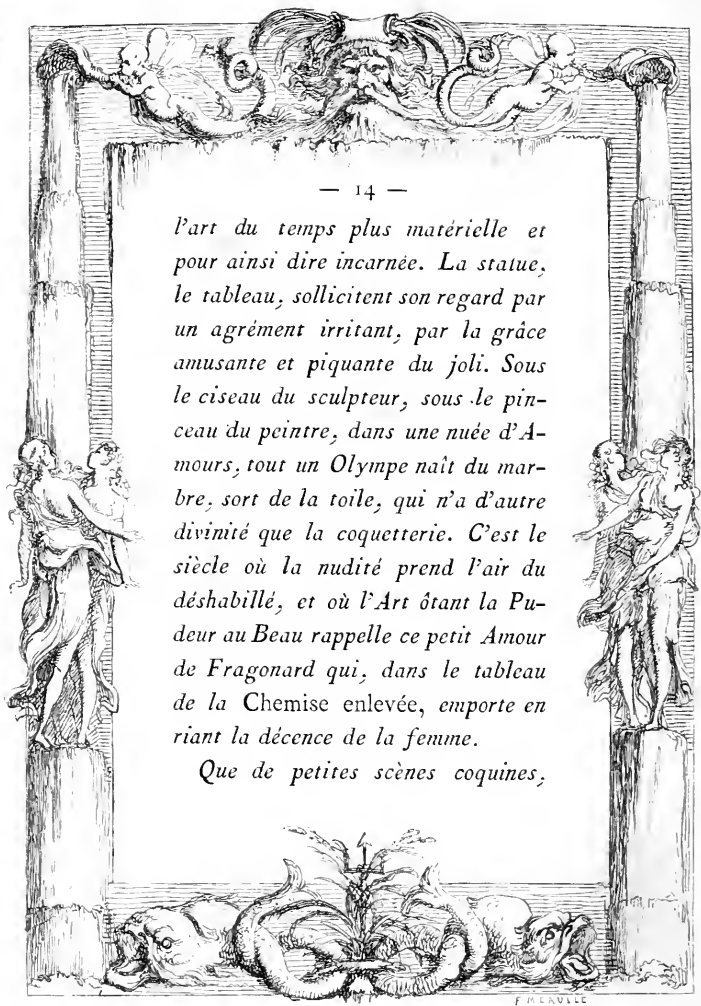 — 14 —
l'art du temps plus matérielle et
pour ainsi dire incarnée. La statue,
le tableau, sollicitent son regard par
un agrément irritant, par la grâce
amusante et piquante du joli. Sous
le ciseau du sculpteur, sous le pin-
ceau du peintre, dans une nuée d'A-
mours, tout un Olympe naît du mar-
bre, sort de la toile, qui n'a d'autre
divinité que la coquetterie. C'est le
siècle où la nudité prend l'air du
déshabillé, et où l'Art ôtant la Pu-
deur au Beau rappelle ce petit Amour
de Fragonard qui, dans le tableau
de la Chemise enlevée, emporte en
riant la décence de la femme.
Que de petites scènes coquines,
F MÉAULLE